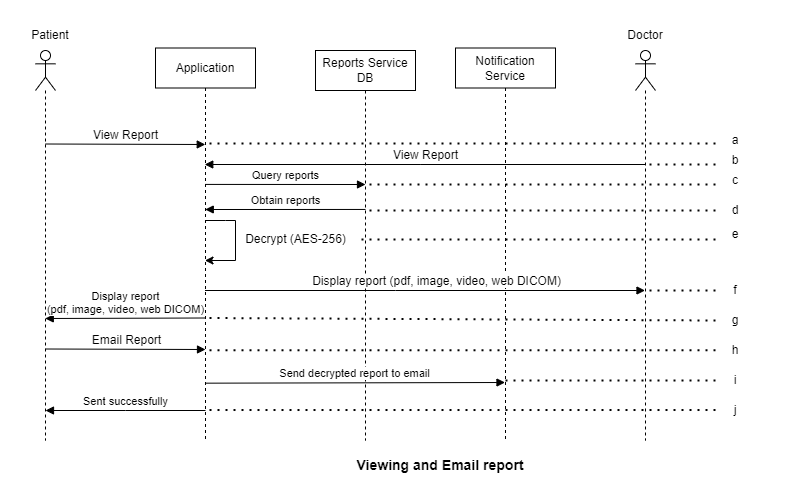 Patient
Doctor
Application
Reports Service
DB
Notification
Service
View Report
a
View Report
b
Query reports
c
Obtain reports
d
Decrypt (AES-256)
e
Display report (pdf, image, video, web DICOM)
f
Display report
(pdf, image, video, web DICOM)
g
Email Report
h
Send decrypted report to email
i
Sent successfully
j
Viewing and Email report